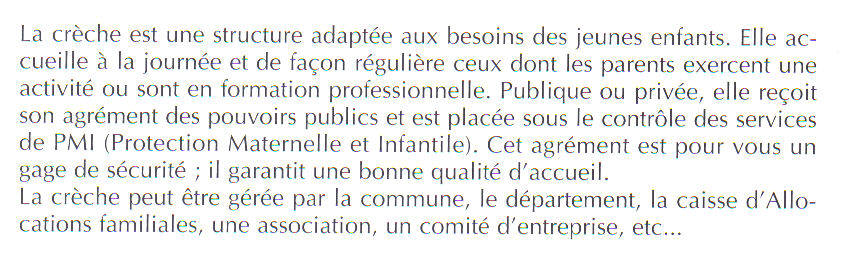 La crèche est une structure adaptée aux besoins des jeunes enfants. Elle ac-
cueille à la journée et de façon régulière ceux dont les parents exercent une
activité ou sont en formation professionnelle. Publique ou privée, elle reçoit
son agrément des pouvoirs publics et est placée sous le contrôle des services
de PMI (Protection Maternelle et Infantile). Cet agrément est pour vous un
gage de sécurité ; il garantit une bonne qualité d'accueil.
La crèche peut être gérée par la commune, le département, la caisse d'Allo-
cations familiales, une association, un comité d'entreprise, etc...